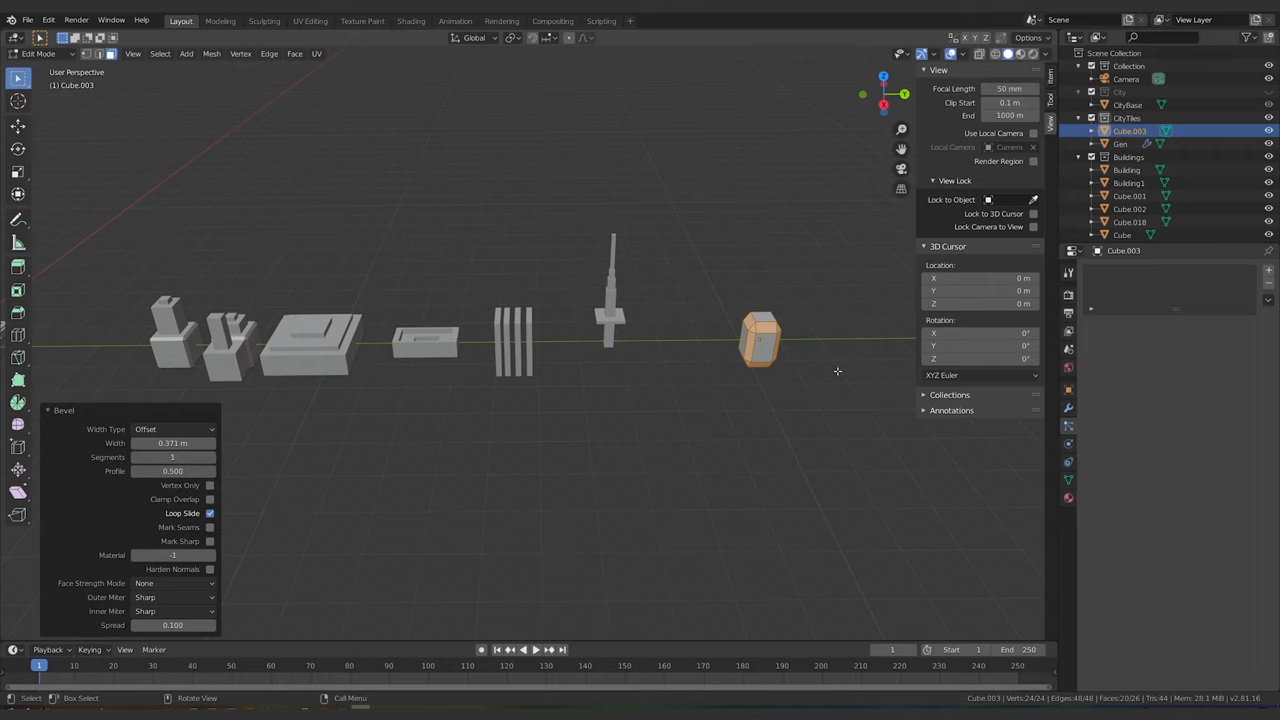 File Edit Render Window Help Layout Modeling Sculpting UV Editing Texture Paint Shading Animation Rendering Compositing Scripting + Scene View Layer
Global X Y Z Options
Edit Mode View Select Add Mesh Vertex Edge Face UV
User Perspective
(1) Cube.003
Z
Y
X
View
Focal Length 50 mm
Clip Start 0.1 m
End 1000 m
Use Local Camera
Local Camera Camera
Render Region
View Lock
Lock to Object
Lock to 3D Cursor
Lock Camera to View
3D Cursor
Location:
X 0 m
Y 0 m
Z 0 m
Rotation:
X 0°
Y 0°
Z 0°
XYZ Euler
Collections
Annotations
Item
Tool
View
Scene Collection
Collection
Camera
City
CityBase
CityTiles
Cube.003
Gen
Buildings
Building
Building1
Cube.001
Cube.002
Cube.018
Cube
Cube.003
Bevel
Width Type Offset
Width 0.371 m
Segments 1
Profile 0.500
Vertex Only
Clamp Overlap
Loop Slide
Mark Seams
Mark Sharp
Material -1
Harden Normals
Face Strength Mode None
Outer Miter Sharp
Inner Miter Sharp
Spread 0.100
Playback Keying View Marker 1 Start 1 End 250
1 10 20 30 40 50 60 70 80 90 100 110 120 130 140 150 160 170 180 190 200 210 220 230 240 250
Select Box Select Rotate View Call Menu Cube.003 | Verts:24/24 | Edges:48/48 | Faces:20/26 | Tris:44 | Mem: 28.1 MiB | v2.81.16